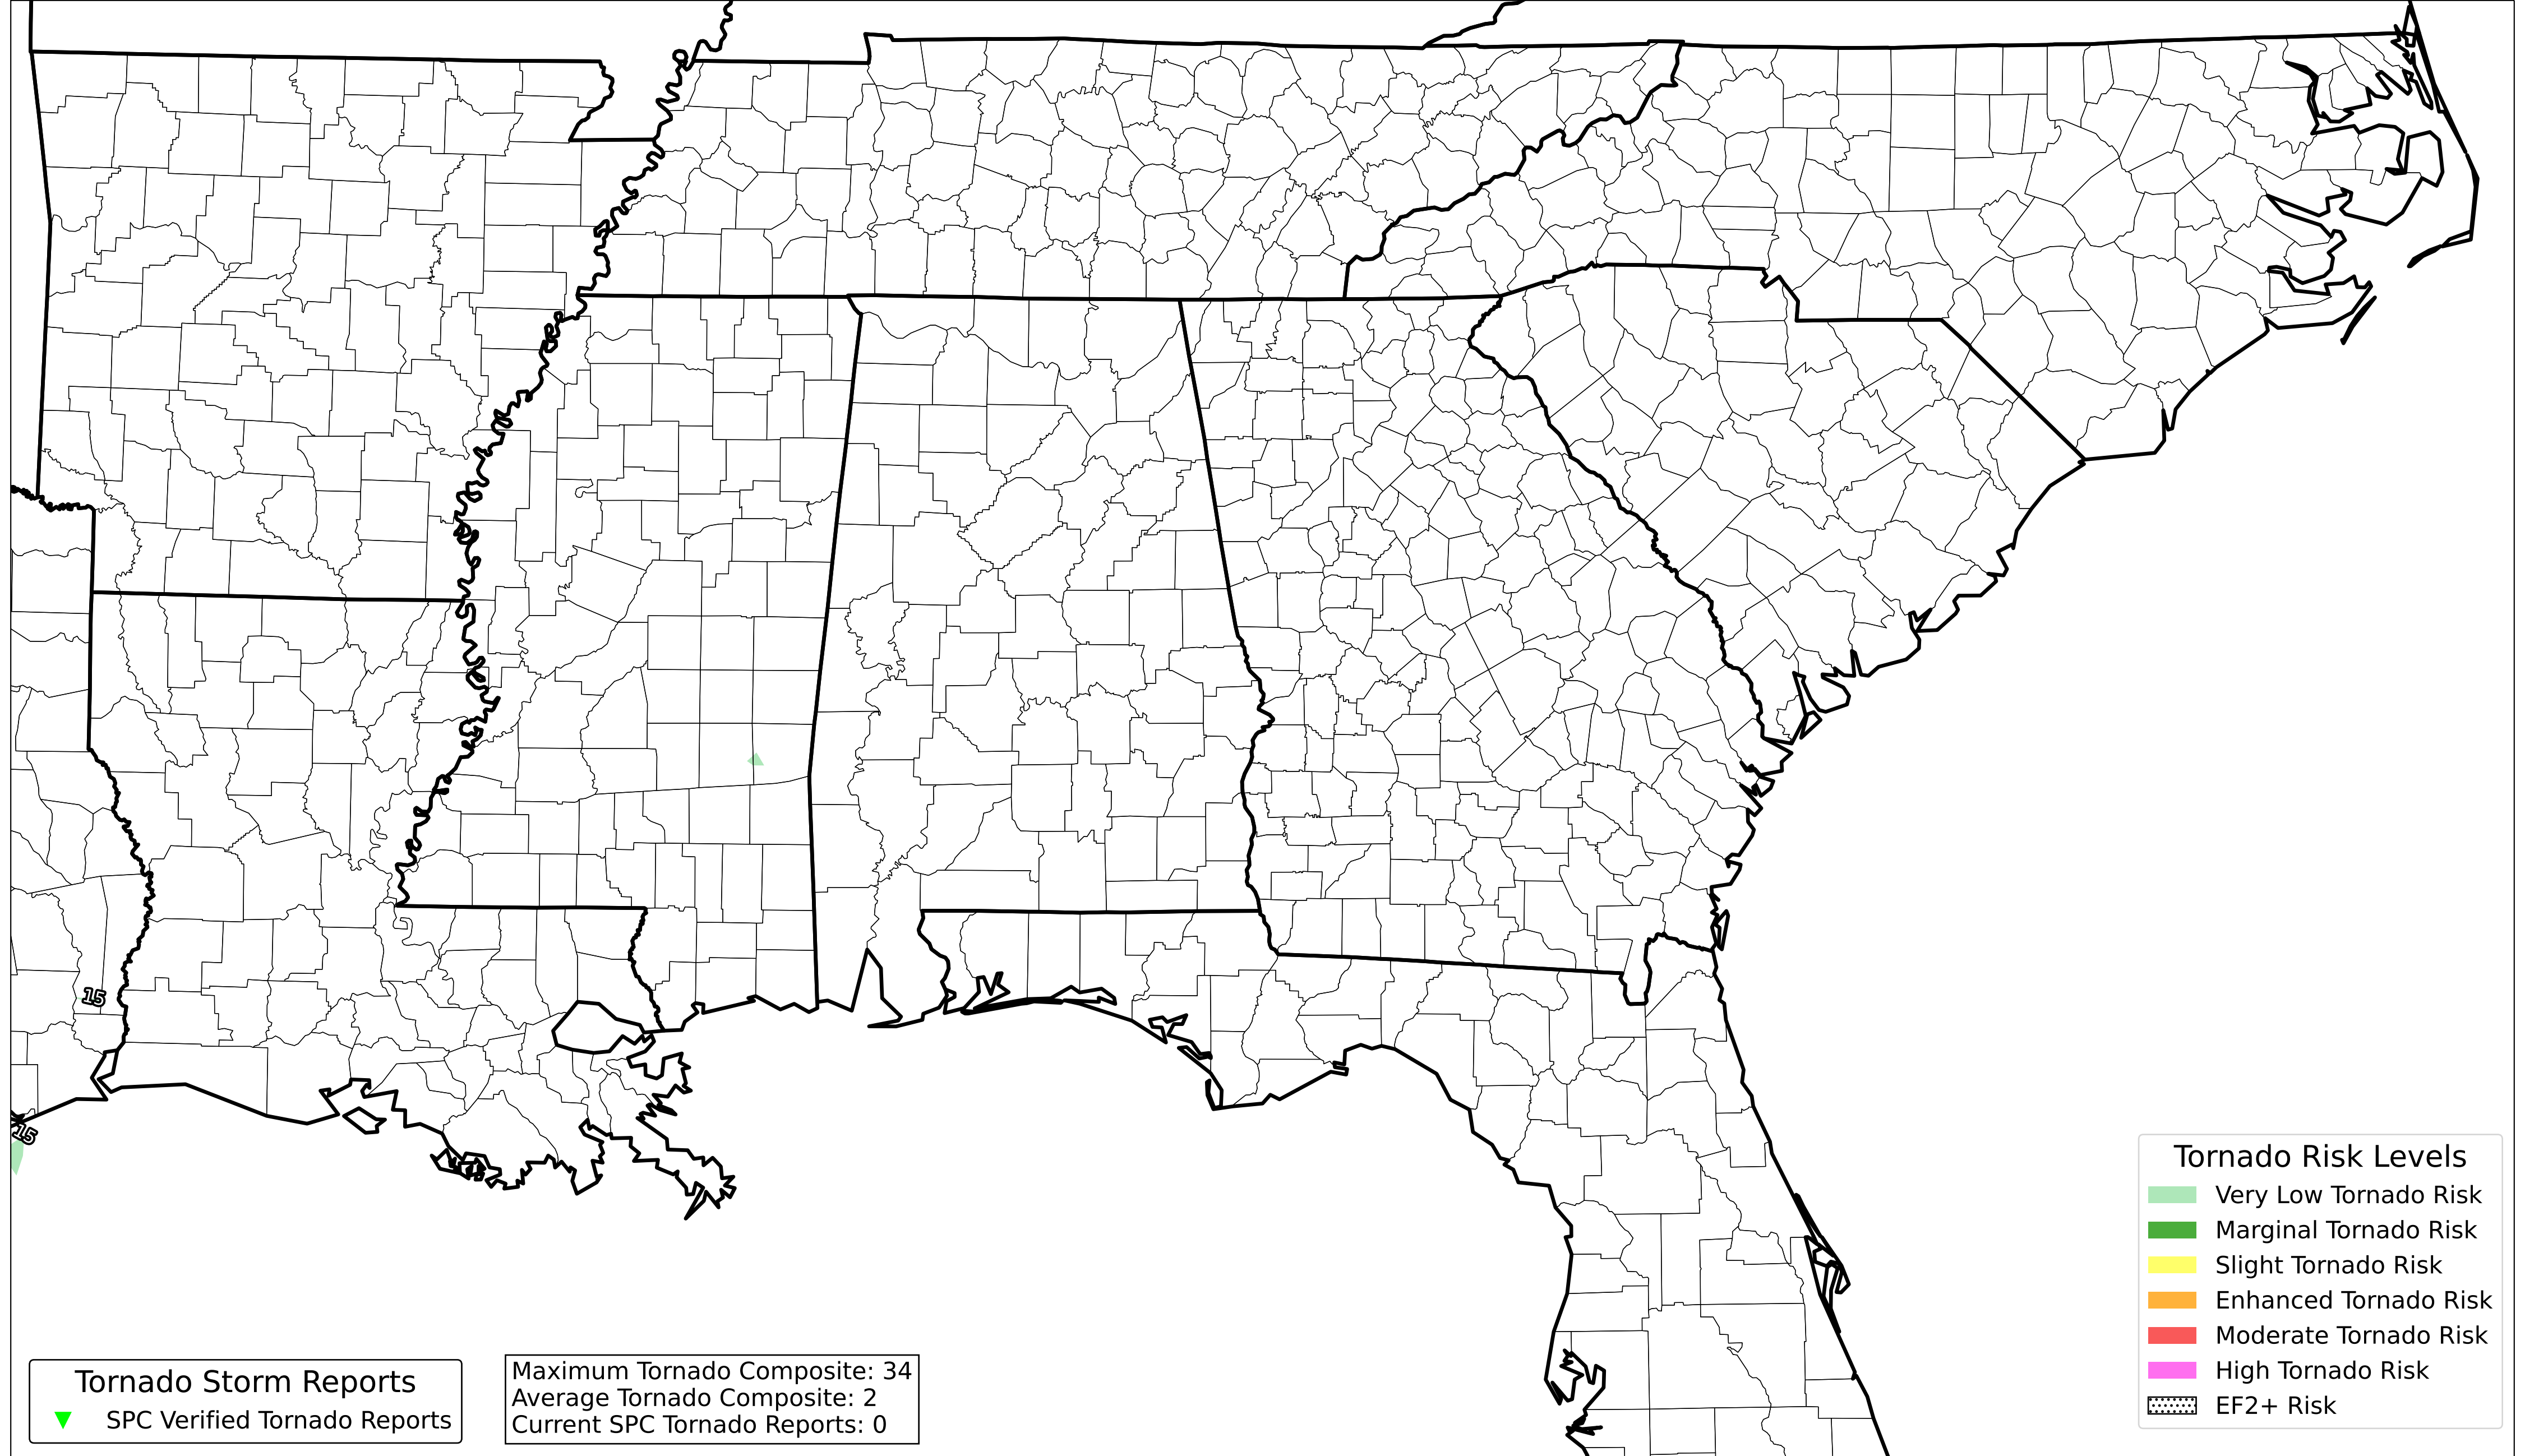 15
15
Tornado Storm Reports
SPC Verified Tornado Reports
Maximum Tornado Composite: 34
Average Tornado Composite: 2
Current SPC Tornado Reports: 0
Tornado Risk Levels
Very Low Tornado Risk
Marginal Tornado Risk
Slight Tornado Risk
Enhanced Tornado Risk
Moderate Tornado Risk
High Tornado Risk
EF2+ Risk